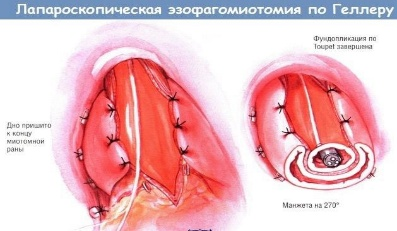 Лапароскопическая эзофагомиотомия по Геллеру
Фундопликация по
Toupet завершена
Дно пришито
к концу
миотомной
раны
Манжета на 270°